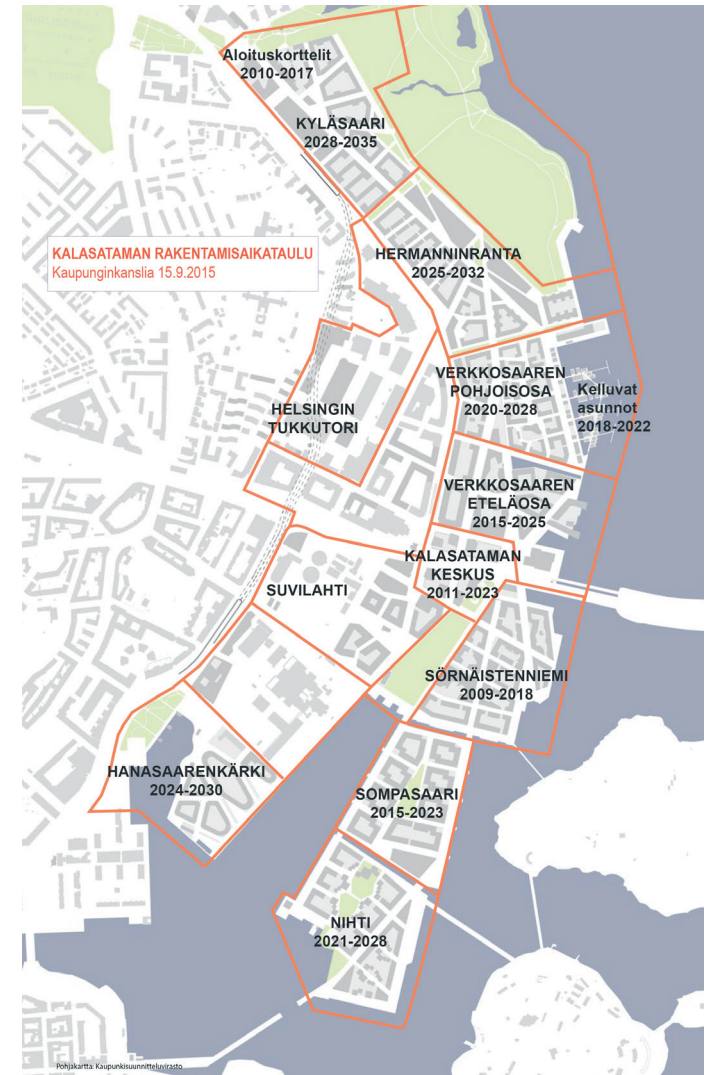 Aloituskorttelit
2010-2017
KYLÄSAARI
2028-2035
KALASATAMAN RAKENTAMISAIKATAULU
Kaupunginkanslia 15.9.2015
HERMANNINRANTA
2025-2032
VERKKOSAAREN
POHJOISOSA
2020-2028
Kelluvat
asunnot
2018-2022
HELSINGIN
TUKKUTORI
VERKKOSAAREN
ETELÄOSA
2015-2025
KALASATAMAN
KESKUS
2011-2023
SUVILAHTI
SÖRNÄISTENNIEMI
2009-2018
HANASAARENKÄRKI
2024-2030
SOMPASAARI
2015-2023
NIHTI
2021-2028
Pohjakartta: Kaupunkisuunnitteluvirasto